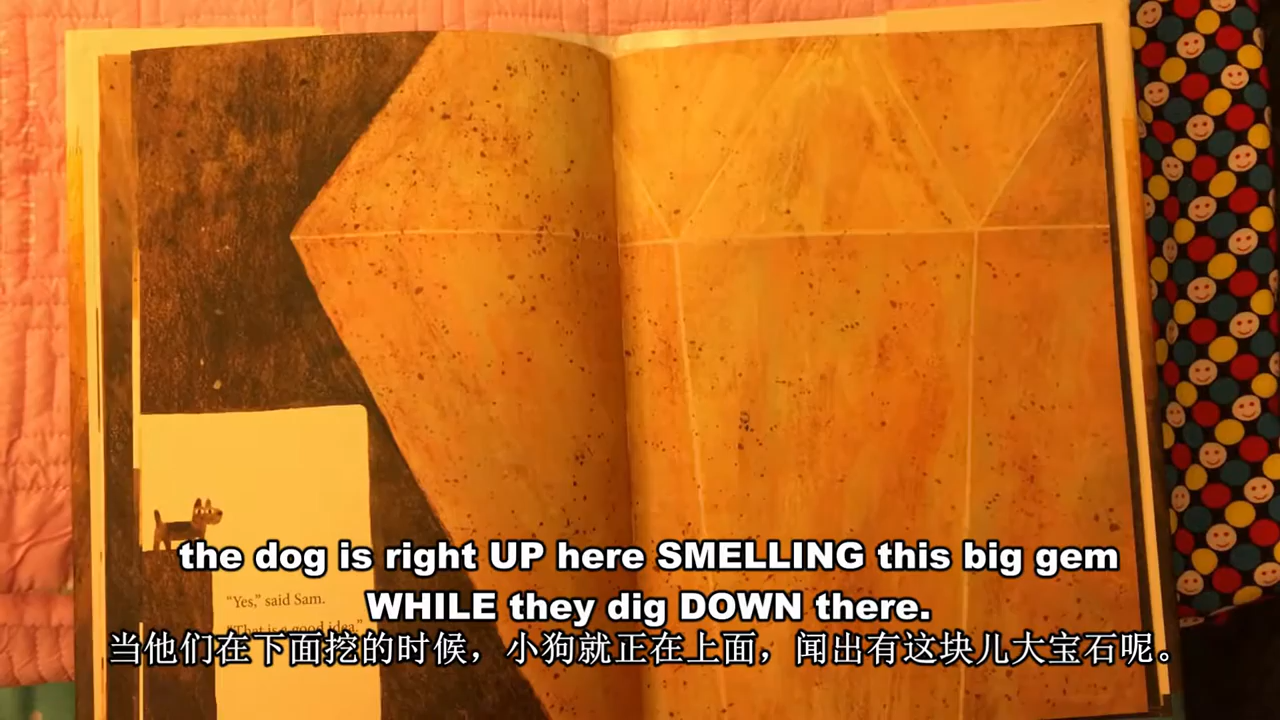 the dog is right UP here SMELLING this big gem
“Yes,” said Sam.
WHILE they dig DOWN there.
“That is a good idea.”
当他们在下面挖的时候，小狗就正在上面，闻出有这块儿大宝石呢。